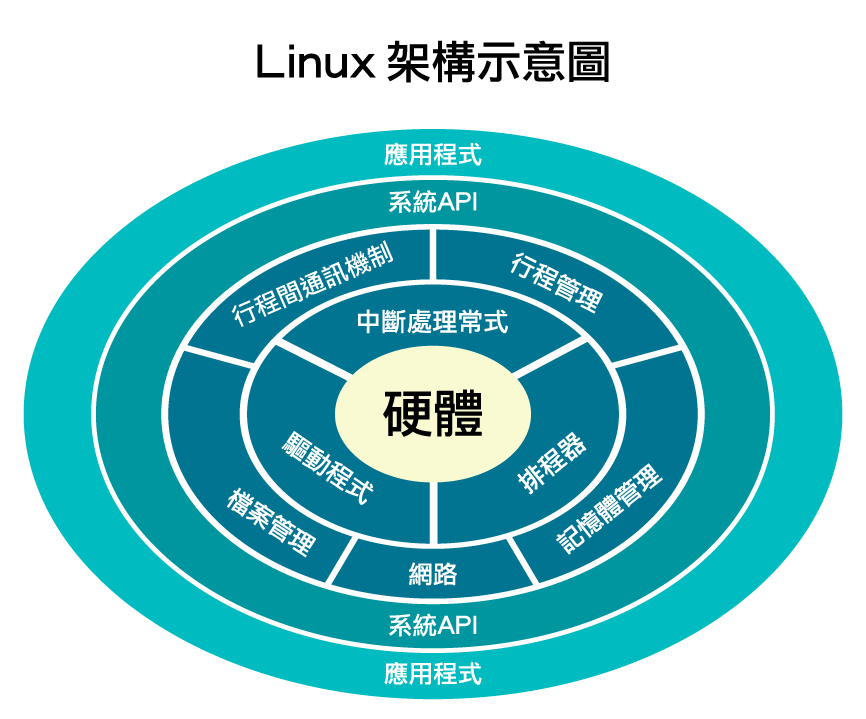 Linux 架構示意圖
應用程式
系統API
行程間通訊機制
行程管理
中斷處理常式
硬體
驅動程式
排程器
檔案管理
記憶體管理
網路
系統API
應用程式